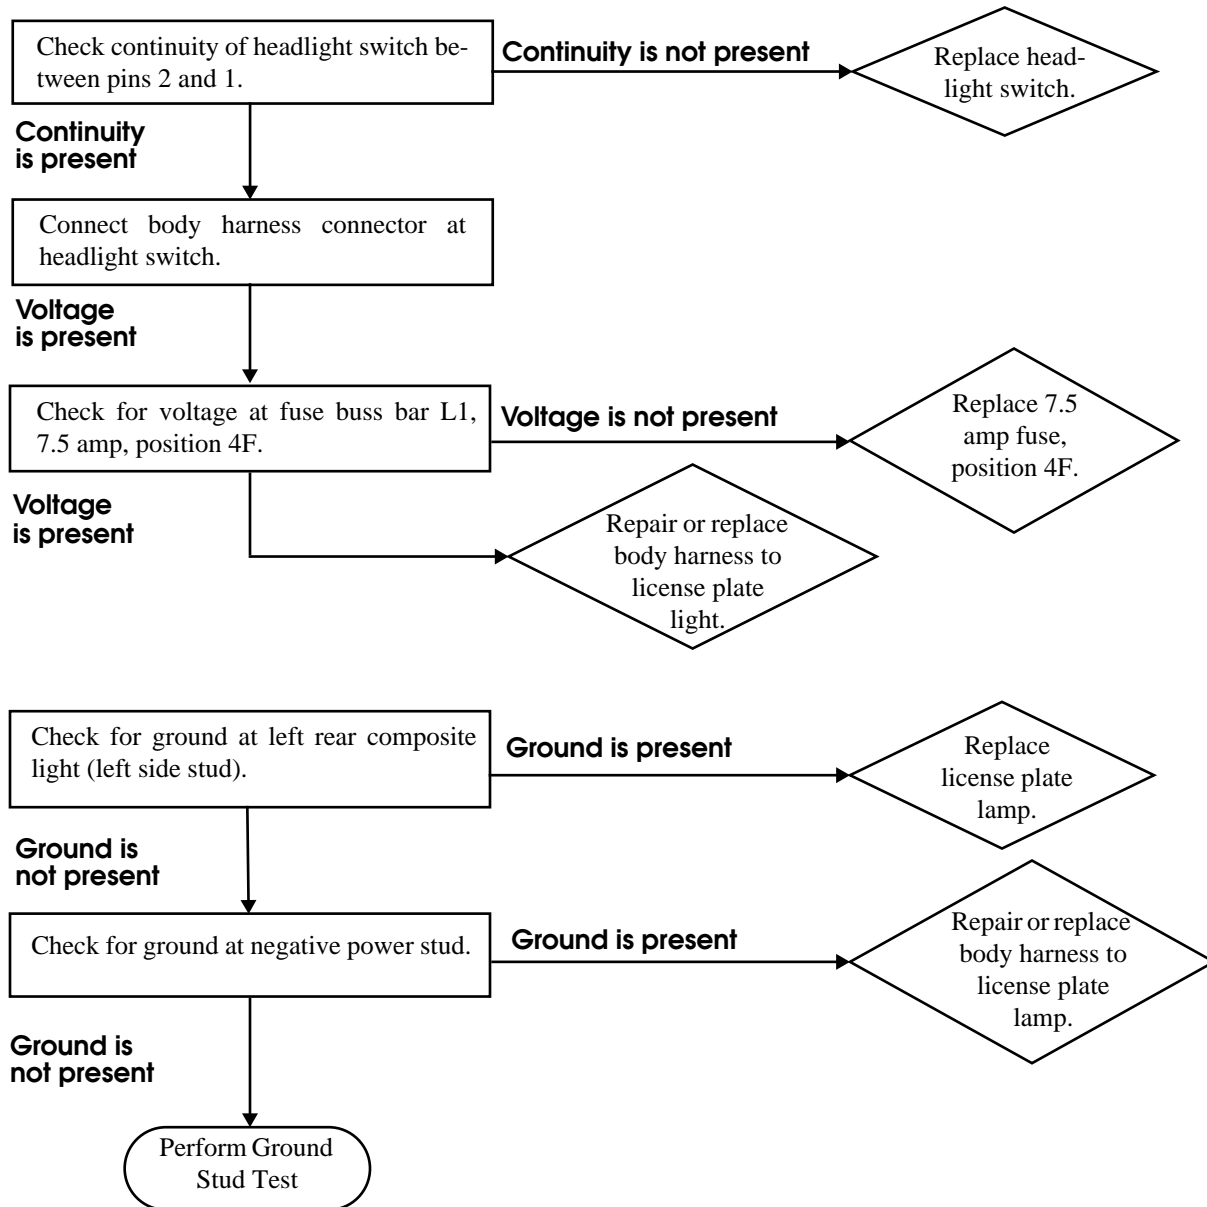 Check continuity of headlight switch be-
tween pins 2 and 1.
Continuity is not present
Replace head-
light switch.
Continuity
is present
Connect body harness connector at
headlight switch.
Voltage
is present
Check for voltage at fuse buss bar L1,
7.5 amp, position 4F.
Voltage is not present
Replace 7.5
amp fuse,
position 4F.
Voltage
is present
Repair or replace
body harness to
license plate
light.
Check for ground at left rear composite
light (left side stud).
Ground is present
Replace
license plate
lamp.
Ground is
not present
Check for ground at negative power stud.
Ground is present
Repair or replace
body harness to
license plate
lamp.
Ground is
not present
Perform Ground
Stud Test